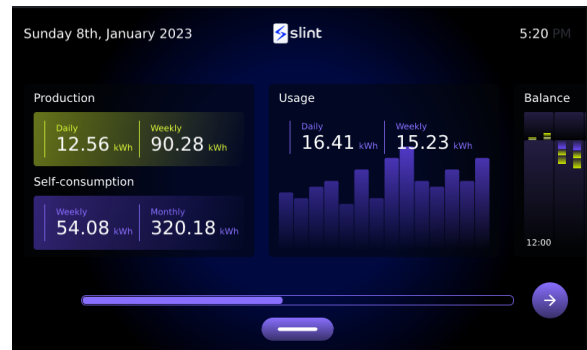 Sunday 8th, January 2023
slint
5:20 PM
Production
Daily
12.56 kWh
Weekly
90.28 kWh
Self-consumption
Weekly
54.08 kWh
Monthly
320.18 kWh
Usage
Daily
16.41 kWh
Weekly
15.23 kWh
Balance
12:00